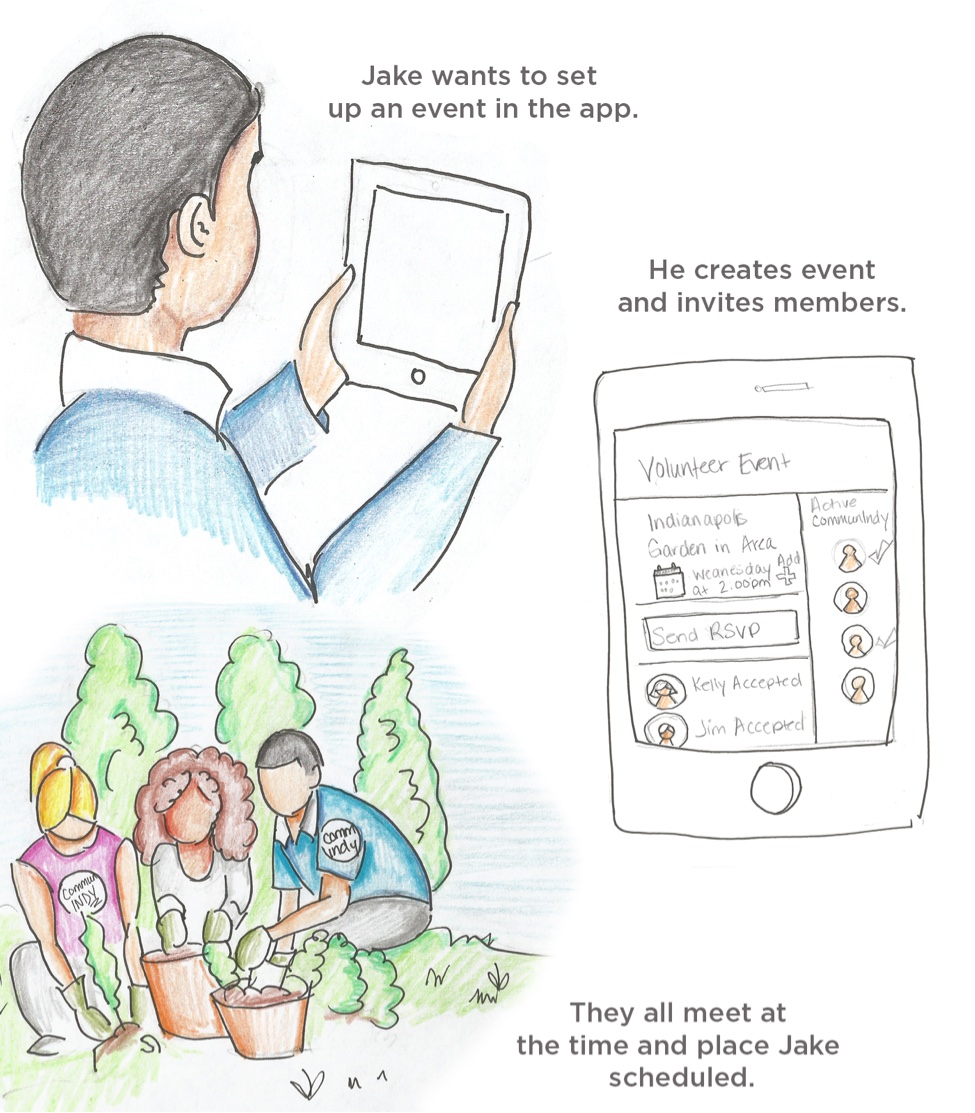 Jake wants to set
up an event in the app.
He creates event
and invites members.
Volunteer Event
Indianapolis
Garden in Area
Wednesday
at 2.00pm
Add
Send RSVP
Kelly Accepted
Jim Accepted
Active
CommunIndy
Commun
INDY
Comm
indy
They all meet at
the time and place Jake
scheduled.